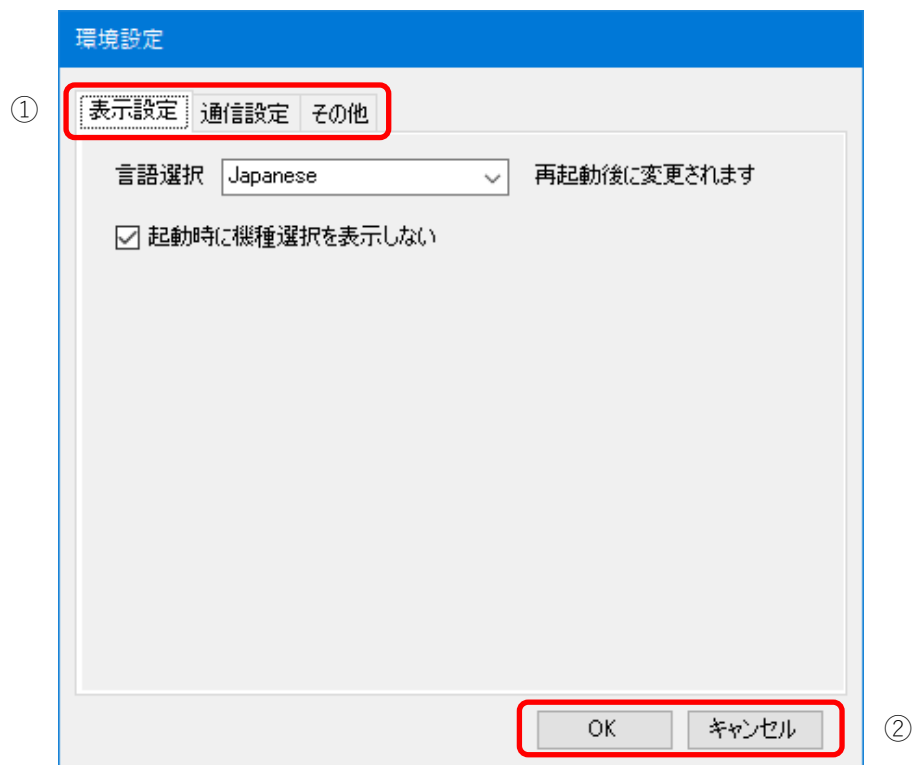 環境設定
①
表示設定 通信設定 その他
言語選択 Japanese 再起動後に変更されます
起動時に機種選択を表示しない
OK キャンセル
②